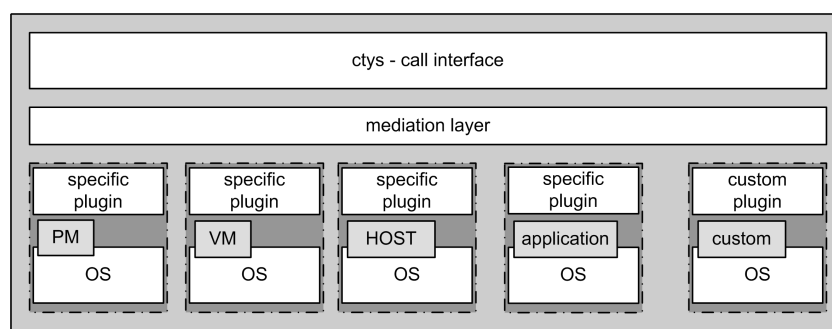 ctys - call interface
mediation layer
specific
plugin
PM
OS
specific
plugin
VM
OS
specific
plugin
HOST
OS
specific
plugin
application
OS
custom
plugin
custom
OS